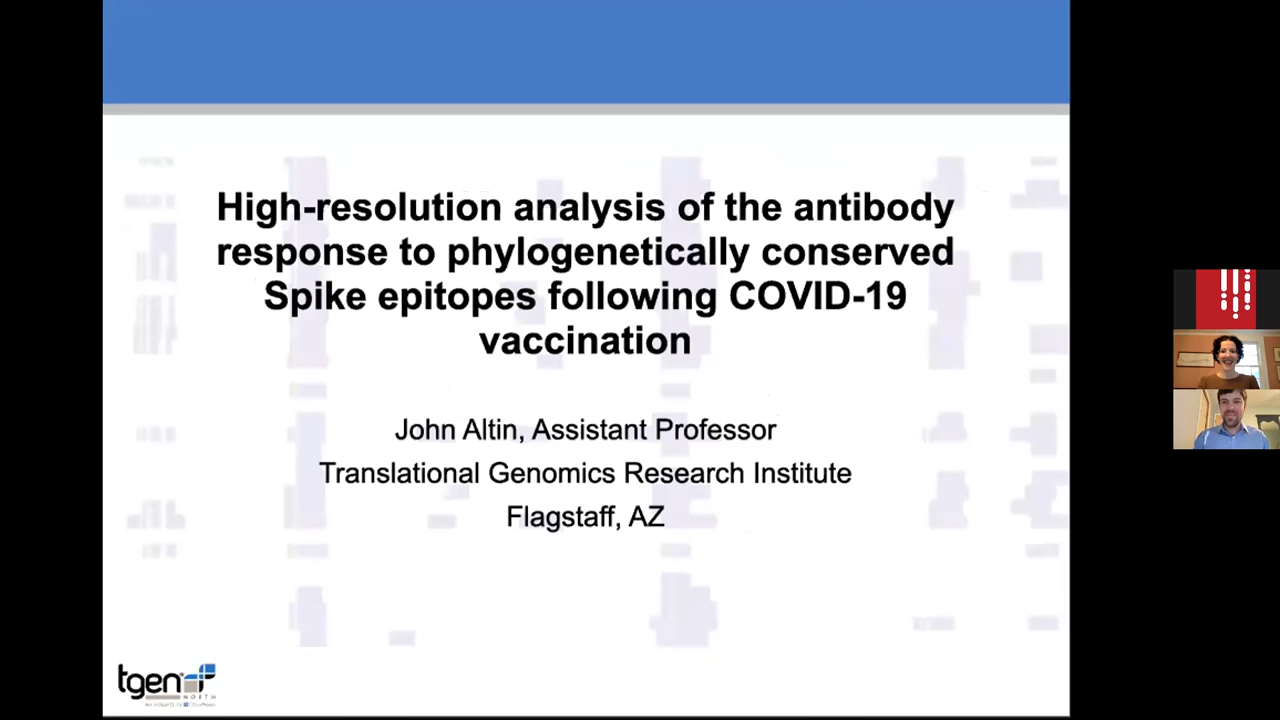 High-resolution analysis of the antibody
response to phylogenetically conserved
Spike epitopes following COVID-19
vaccination
John Altin, Assistant Professor
Translational Genomics Research Institute
Flagstaff, AZ
tgen
NORTH